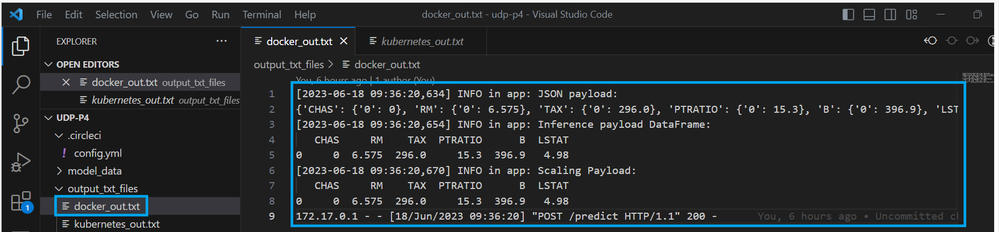 File Edit Selection View Go Run Terminal Help docker_out.txt - udp-p4 - Visual Studio Code
EXPLORER ··· docker_out.txt kubernetes_out.txt
OPEN EDITORS output_txt_files > docker_out.txt
docker_out.txt output_txt_files
kubernetes_out.txt output_txt_files
UDP-P4
.circleci
! config.yml
model_data
output_txt_files
docker_out.txt
kubernetes_out.txt
1
You, 6 hours ago | 1 author (You)
1 [2023-06-18 09:36:20,634] INFO in app: JSON payload:
2 {'CHAS': {'0': 0}, 'RM': {'0': 6.575}, 'TAX': {'0': 296.0}, 'PTRATIO': {'0': 15.3}, 'B': {'0': 396.9}, 'LST
3 [2023-06-18 09:36:20,654] INFO in app: Inference payload DataFrame:
4 CHAS RM TAX PTRATIO B LSTAT
5 0 0 6.575 296.0 15.3 396.9 4.98
6 [2023-06-18 09:36:20,670] INFO in app: Scaling Payload:
7 CHAS RM TAX PTRATIO B LSTAT
8 0 0 6.575 296.0 15.3 396.9 4.98
9 172.17.0.1 - - [18/Jun/2023 09:36:20] "POST /predict HTTP/1.1" 200 - You, 6 hours ago • Uncommitted ch